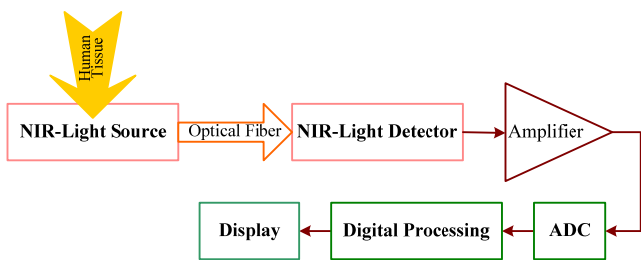 Human
Tissue
NIR-Light Source
Optical Fiber
NIR-Light Detector
Amplifier
Display
Digital Processing
ADC